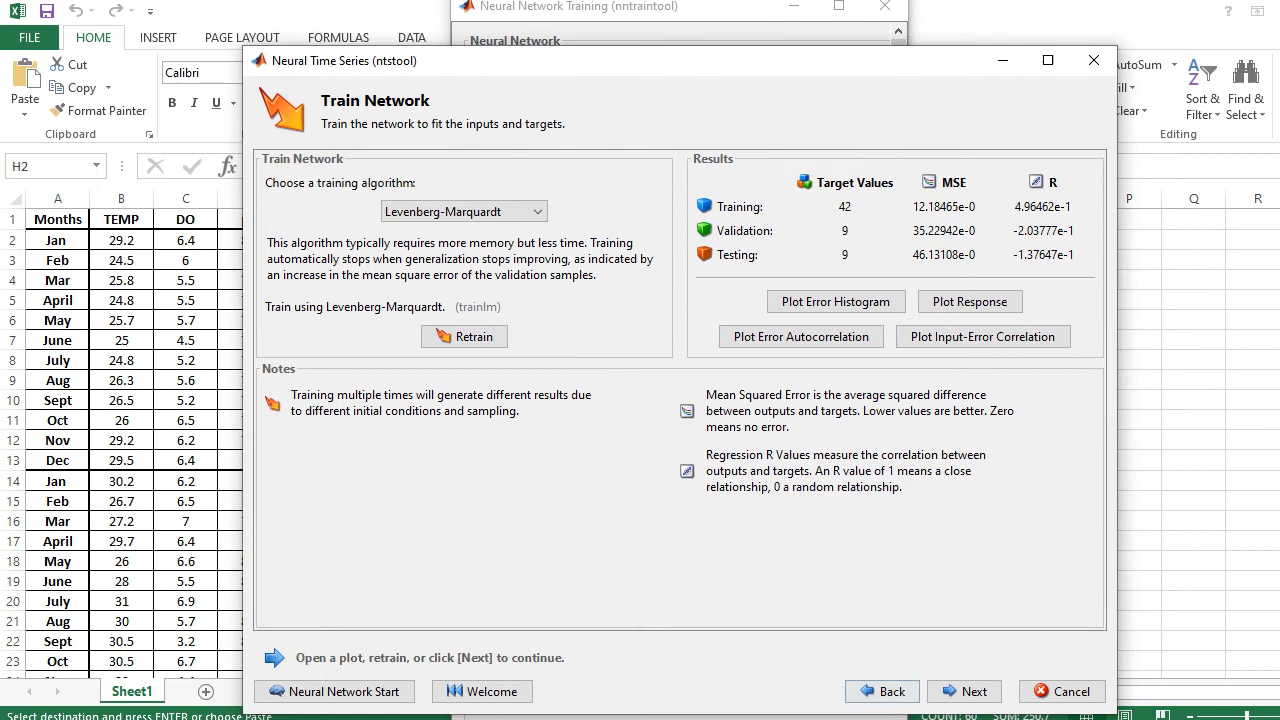 Neural Network Training (nntraintool)
FILE HOME INSERT PAGE LAYOUT FORMULAS DATA
Neural Network
Neural Time Series (ntstool)
Cut
Copy
Format Painter
Paste
Clipboard
Calibri
B I U
AutoSum
Clear
Sort & Filter
Find & Select
Editing
H2
fx
A B C P Q R
1 Months TEMP DO
2 Jan 29.2 6.4
3 Feb 24.5 6
4 Mar 25.8 5.5
5 April 24.8 5.5
6 May 25.7 5.7
7 June 25 4.5
8 July 24.8 5.2
9 Aug 26.3 5.6
10 Sept 26.2 5.2
11 Oct 26 6.5
12 Nov 29.2 6.2
13 Dec 29.5 6.4
14 Jan 30.2 6.2
15 Feb 26.7 6.5
16 Mar 27.2 7
17 April 29.7 6.4
18 May 26 6.6
19 June 28 5.5
20 July 31 6.9
21 Aug 30 5.7
22 Sept 30.5 3.2
23 Oct 30.5 6.7
Sheet1
Select destination and press ENTER or choose Paste
COUNT: 60 SUM: 250.7
Train Network
Train the network to fit the inputs and targets.
Train Network
Choose a training algorithm:
Levenberg-Marquardt
This algorithm typically requires more memory but less time. Training
automatically stops when generalization stops improving, as indicated by
an increase in the mean square error of the validation samples.
Train using Levenberg-Marquardt. (trainlm)
Retrain
Results
Target Values MSE R
Training: 42 12.18465e-0 4.96462e-1
Validation: 9 35.22942e-0 -2.03777e-1
Testing: 9 46.13108e-0 -1.37647e-1
Plot Error Histogram Plot Response
Plot Error Autocorrelation Plot Input-Error Correlation
Notes
Training multiple times will generate different results due
to different initial conditions and sampling.
Mean Squared Error is the average squared difference
between outputs and targets. Lower values are better. Zero
means no error.
Regression R Values measure the correlation between
outputs and targets. An R value of 1 means a close
relationship, 0 a random relationship.
Open a plot, retrain, or click [Next] to continue.
Neural Network Start Welcome Back Next Cancel